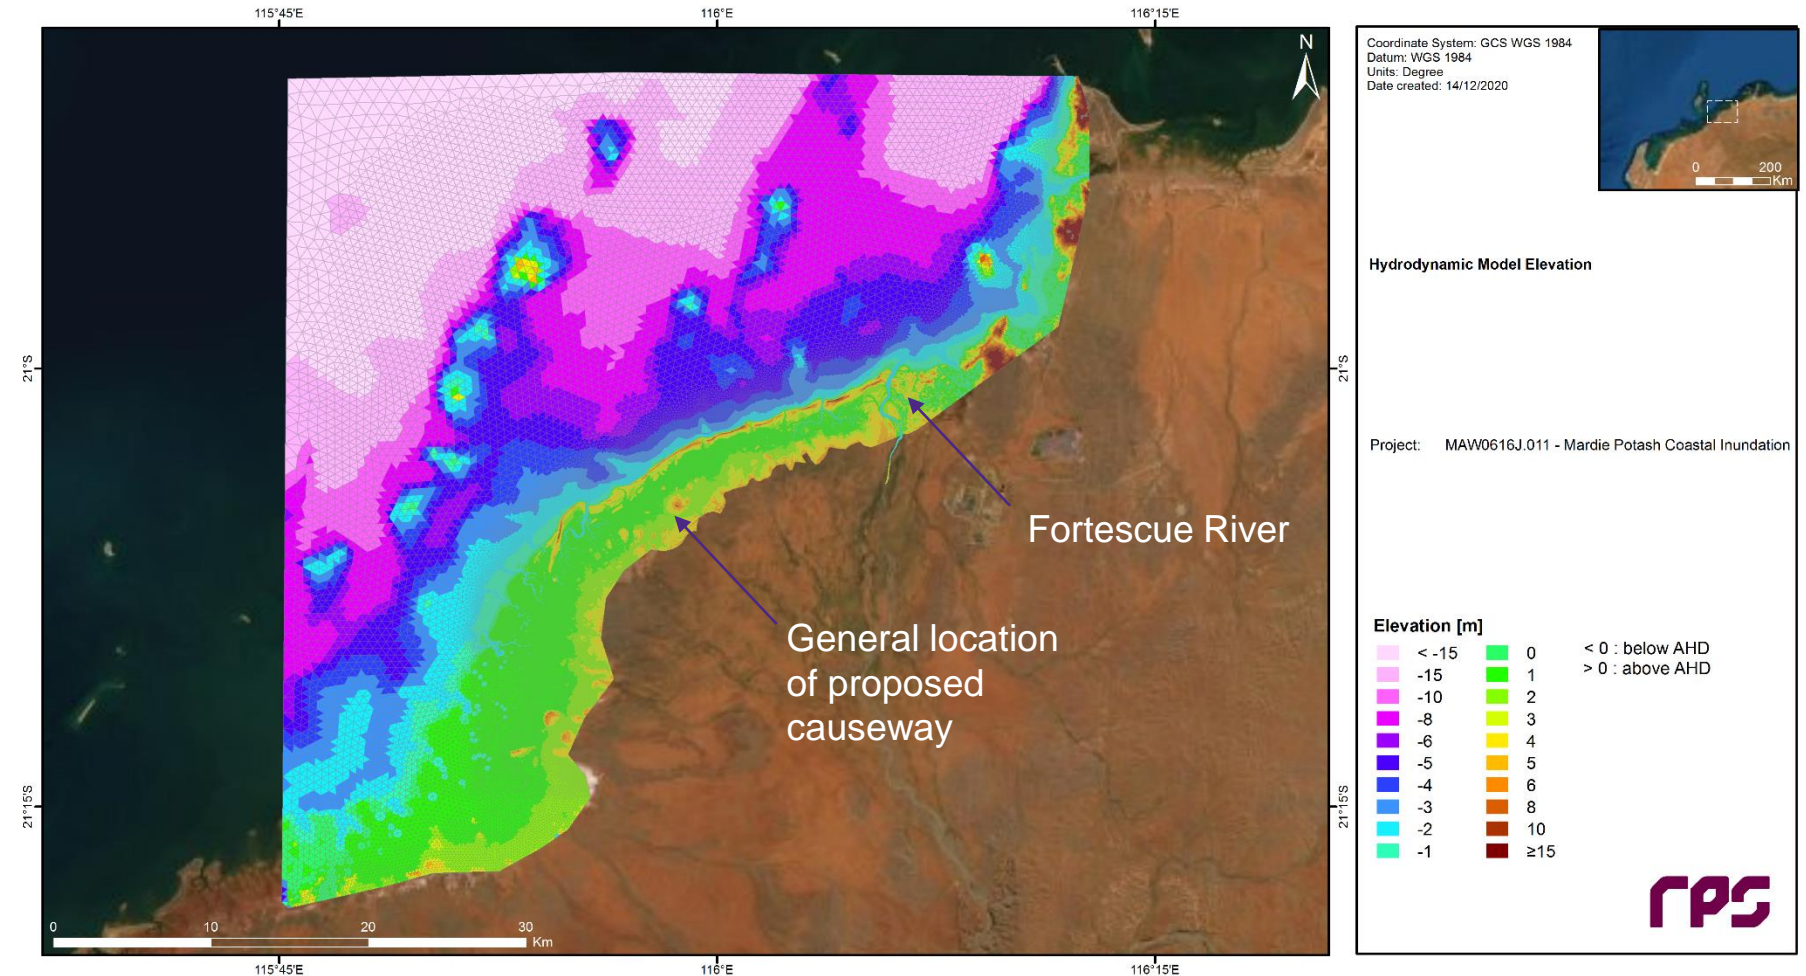 115°45'E
116°E
116°15'E
N
21°S
21°S
21°15'S
21°15'S
Fortescue River
General location
of proposed
causeway
0
10
20
30
Km
115°45'E
116°E
116°15'E
Coordinate System: GCS WGS 1984
Datum: WGS 1984
Units: Degree
Date created: 14/12/2020
0
200
Km
Hydrodynamic Model Elevation
Project: MAW0616J.011 - Mardie Potash Coastal Inundation
Elevation [m]
< -15
-15
-10
-8
-6
-5
-4
-3
-2
-1
0
1
2
3
4
5
6
8
10
≥15
< 0 : below AHD
> 0 : above AHD
rps